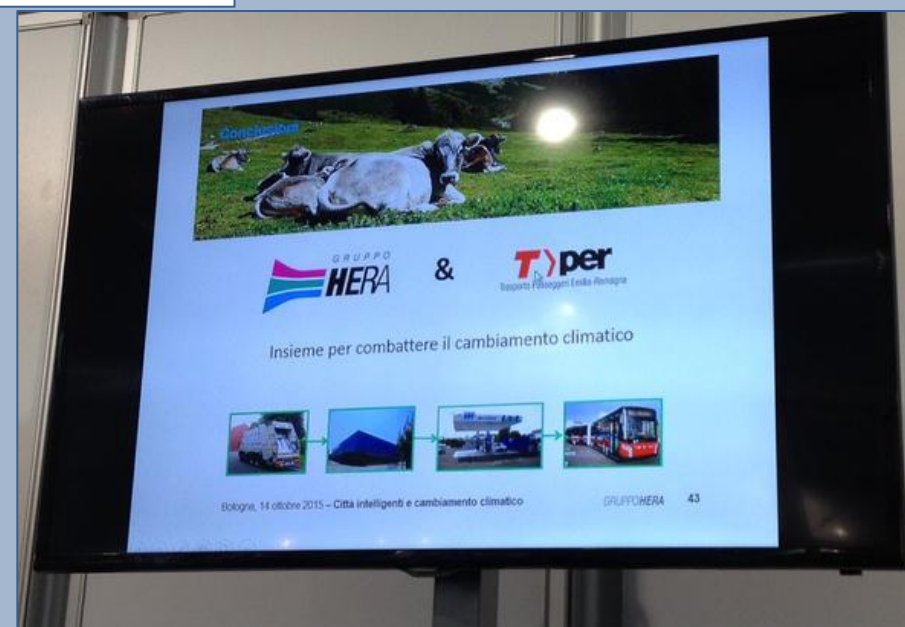 Conclusioni
GRUPPO
HERA
&
T>per
Trasporto Passeggeri Emilia-Romagna
Insieme per combattere il cambiamento climatico
Bologna, 14 ottobre 2015 – Città intelligenti e cambiamento climatico
GRUPPOHERA
43